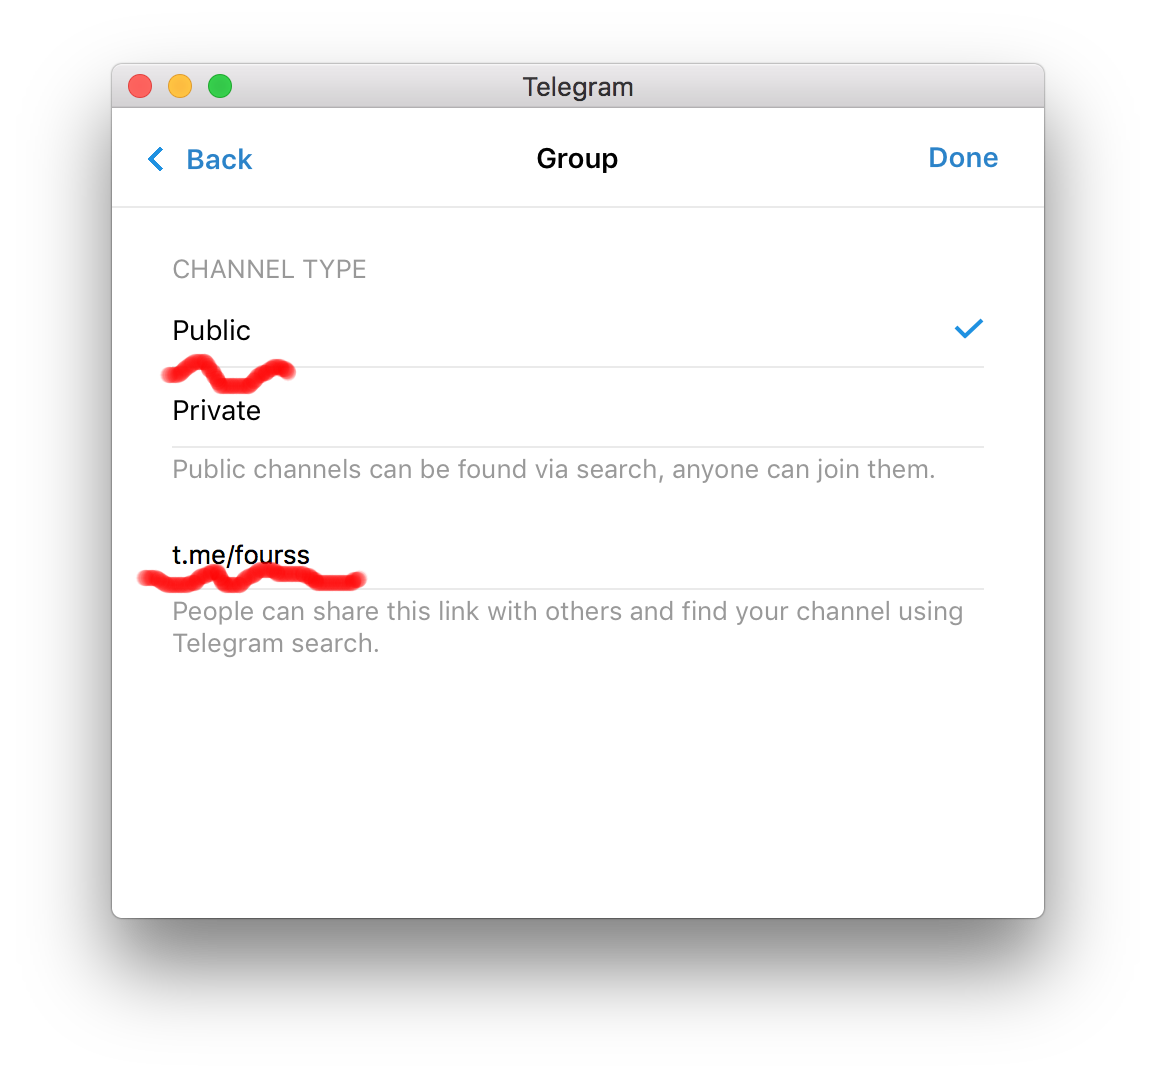 Telegram
Back
Group
Done
CHANNEL TYPE
Public
Private
Public channels can be found via search, anyone can join them.
t.me/fourss
People can share this link with others and find your channel using
Telegram search.